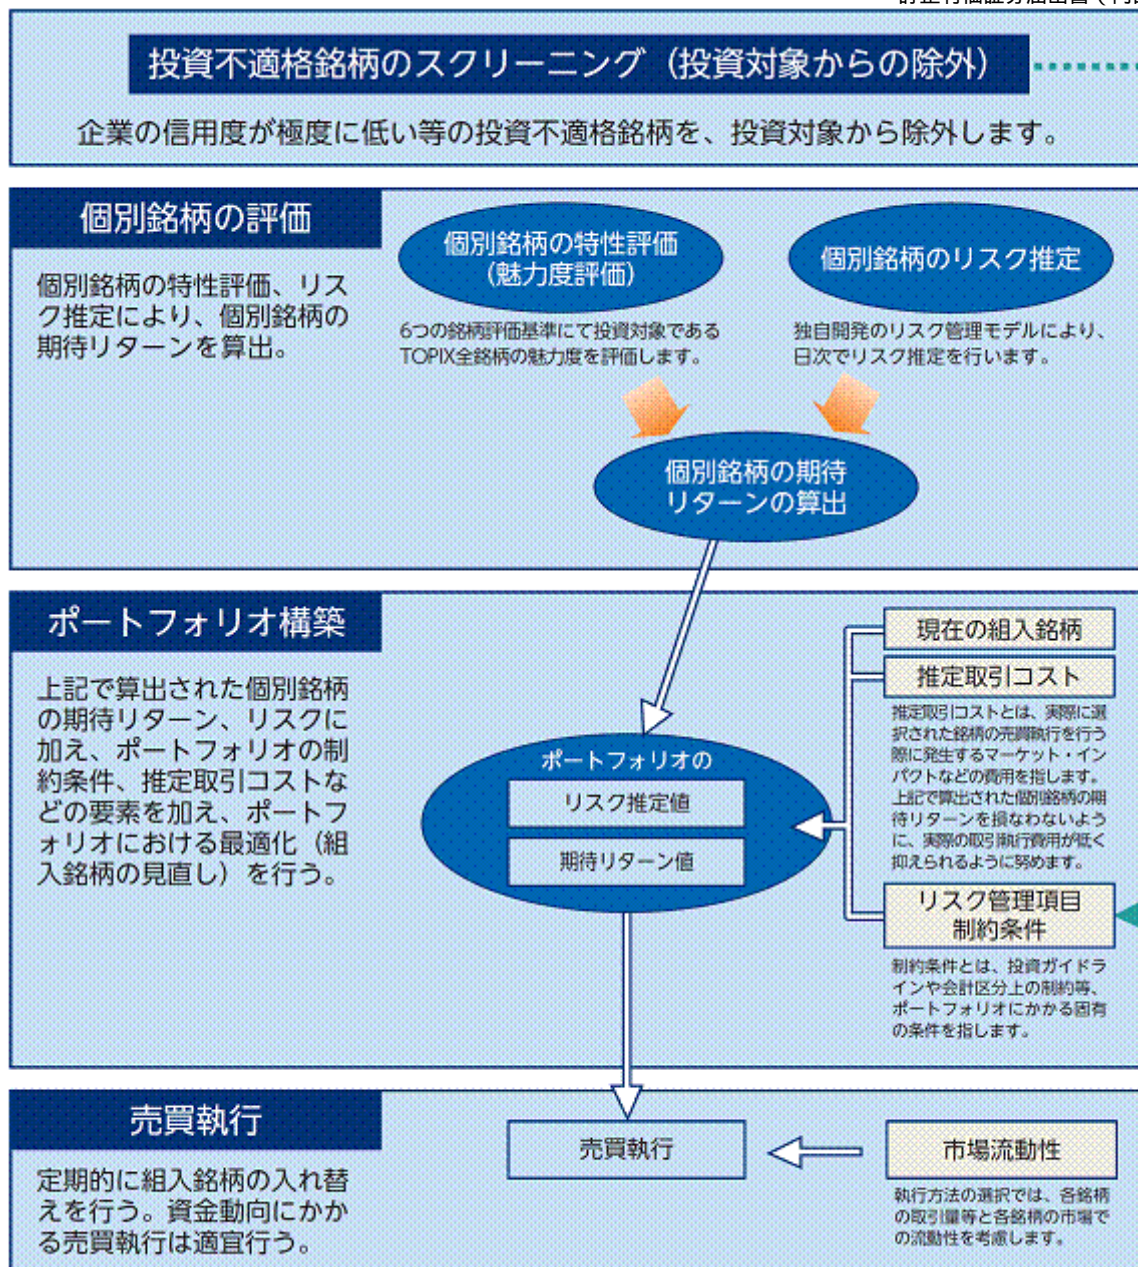 投資不適格銘柄のスクリーニング（投資対象からの除外）
企業の信用度が極度に低い等の投資不適格銘柄を、投資対象から除外します。
個別銘柄の評価
個別銘柄の特性評価、リス
ク推定により、個別銘柄の
期待リターンを算出。
個別銘柄の特性評価
（魅力度評価）
6つの銘柄評価基準にて投資対象である
TOPIX全銘柄の魅力度を評価します。
個別銘柄のリスク推定
独自開発のリスク管理モデルにより、
日次でリスク推定を行います。
個別銘柄の期待
リターンの算出
ポートフォリオ構築
上記で算出された個別銘柄
の期待リターン、リスクに
加え、ポートフォリオの制
約条件、推定取引コストな
どの要素を加え、ポートフ
ォリオにおける最適化（組
入銘柄の見直し）を行う。
ポートフォリオの
リスク推定値
期待リターン値
現在の組入銘柄
推定取引コスト
推定取引コストとは、実際に選
択された銘柄の売買執行を行う
際に発生するマーケット・イン
パクトなどの費用を指します。
上記で算出された個別銘柄の期
待リターンを損なわないよう
に、実際の取引執行費用が低く
抑えられるように努めます。
リスク管理項目
制約条件
制約条件とは、投資ガイドラ
インや会計区分上の制約等、
ポートフォリオにかかる固有
の条件を指します。
売買執行
定期的に組入銘柄の入れ替
えを行う。資金動向にかか
る売買執行は適宜行う。
売買執行
市場流動性
執行方法の選択では、各銘柄
の取引量等と各銘柄の市場で
の流動性を考慮します。